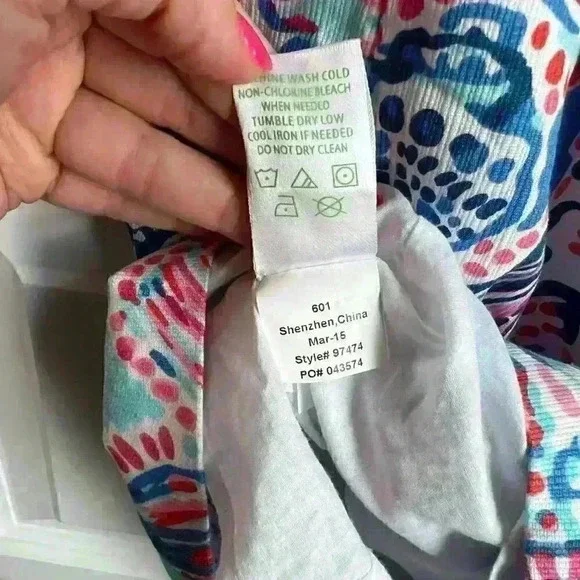 WASH COLD
NON-CHLORINE BLEACH
WHEN NEEDED
TUMBLE DRY LOW
COOL IRON IF NEEDED
DO NOT DRY CLEAN
601
Shenzhen,China
Mar-15
Style# 97474
PO# 043574